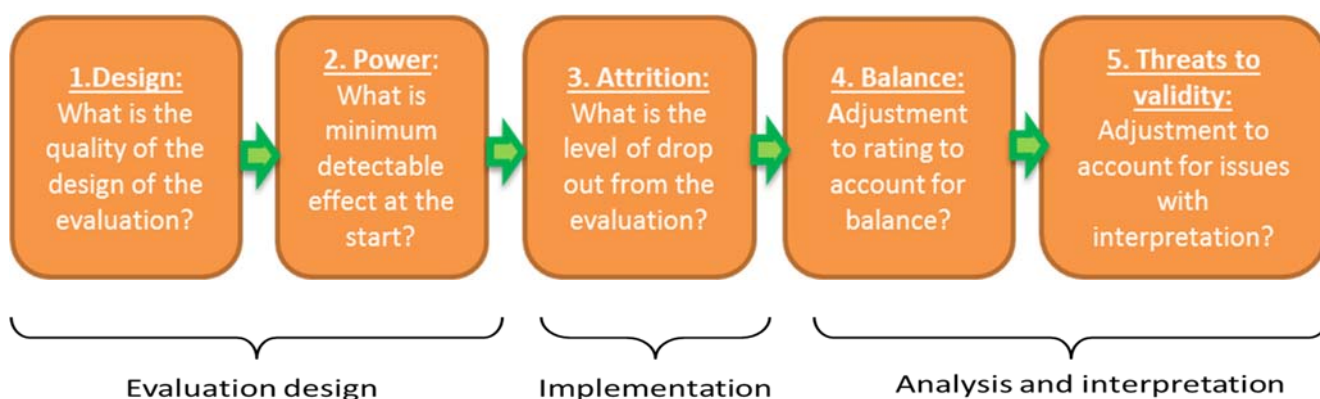 1.Design:
What is the
quality of the
design of the
evaluation?
2. Power:
What is
minimum
detectable
effect at the
start?
3. Attrition:
What is the
level of drop
out from the
evaluation?
4. Balance:
Adjustment
to rating to
account for
balance?
5. Threats to
validity:
Adjustment to
account for issues
with
interpretation?
Evaluation design
Implementation
Analysis and interpretation